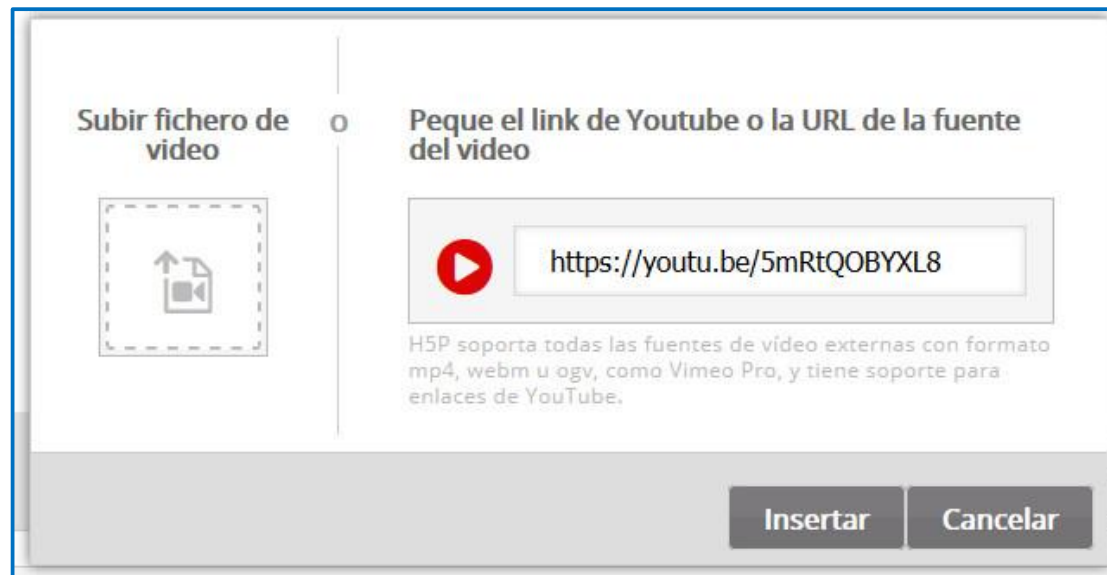 Subir fichero de
video
o
Peque el link de Youtube o la URL de la fuente
del video
https://youtu.be/5mRtQOBYXL8
H5P soporta todas las fuentes de vídeo externas con formato
mp4, webm u ogv, como Vimeo Pro, y tiene soporte para
enlaces de YouTube.
Insertar
Cancelar